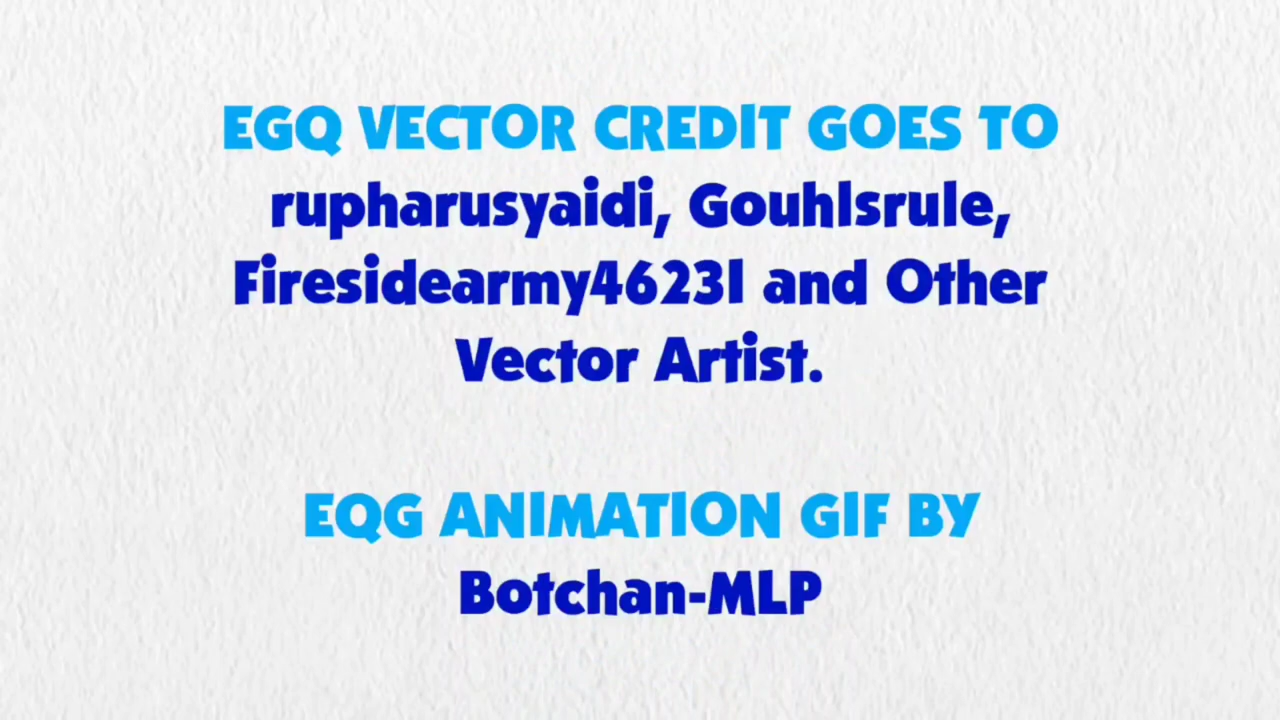 EGQ VECTOR CREDIT GOES TO
rupharusyaidi, Gouhlsrule,
Firesidearmy46231 and Other
Vector Artist.
EQG ANIMATION GIF BY
Botchan-MLP